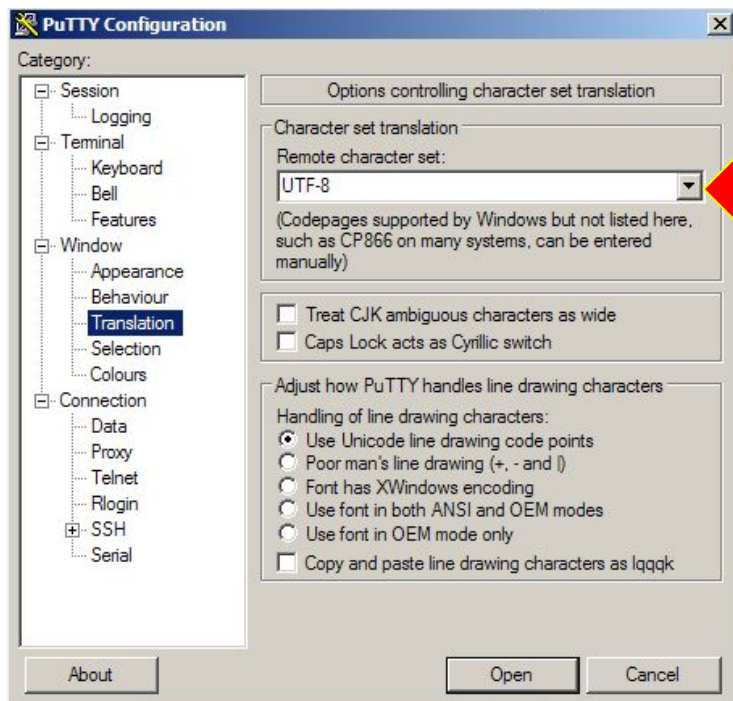 PuTTY Configuration
Category:
Session
Logging
Terminal
Keyboard
Bell
Features
Window
Appearance
Behaviour
Translation
Selection
Colours
Connection
Data
Proxy
Telnet
Rlogin
SSH
Serial
Options controlling character set translation
Character set translation
Remote character set:
UTF-8
(Codepages supported by Windows but not listed here,
such as CP866 on many systems, can be entered
manually)
Treat CJK ambiguous characters as wide
Caps Lock acts as Cyrillic switch
Adjust how PuTTY handles line drawing characters
Handling of line drawing characters:
Use Unicode line drawing code points
Poor man's line drawing (+, - and |)
Font has XWindows encoding
Use font in both ANSI and OEM modes
Use font in OEM mode only
Copy and paste line drawing characters as lqqqk
About
Open
Cancel